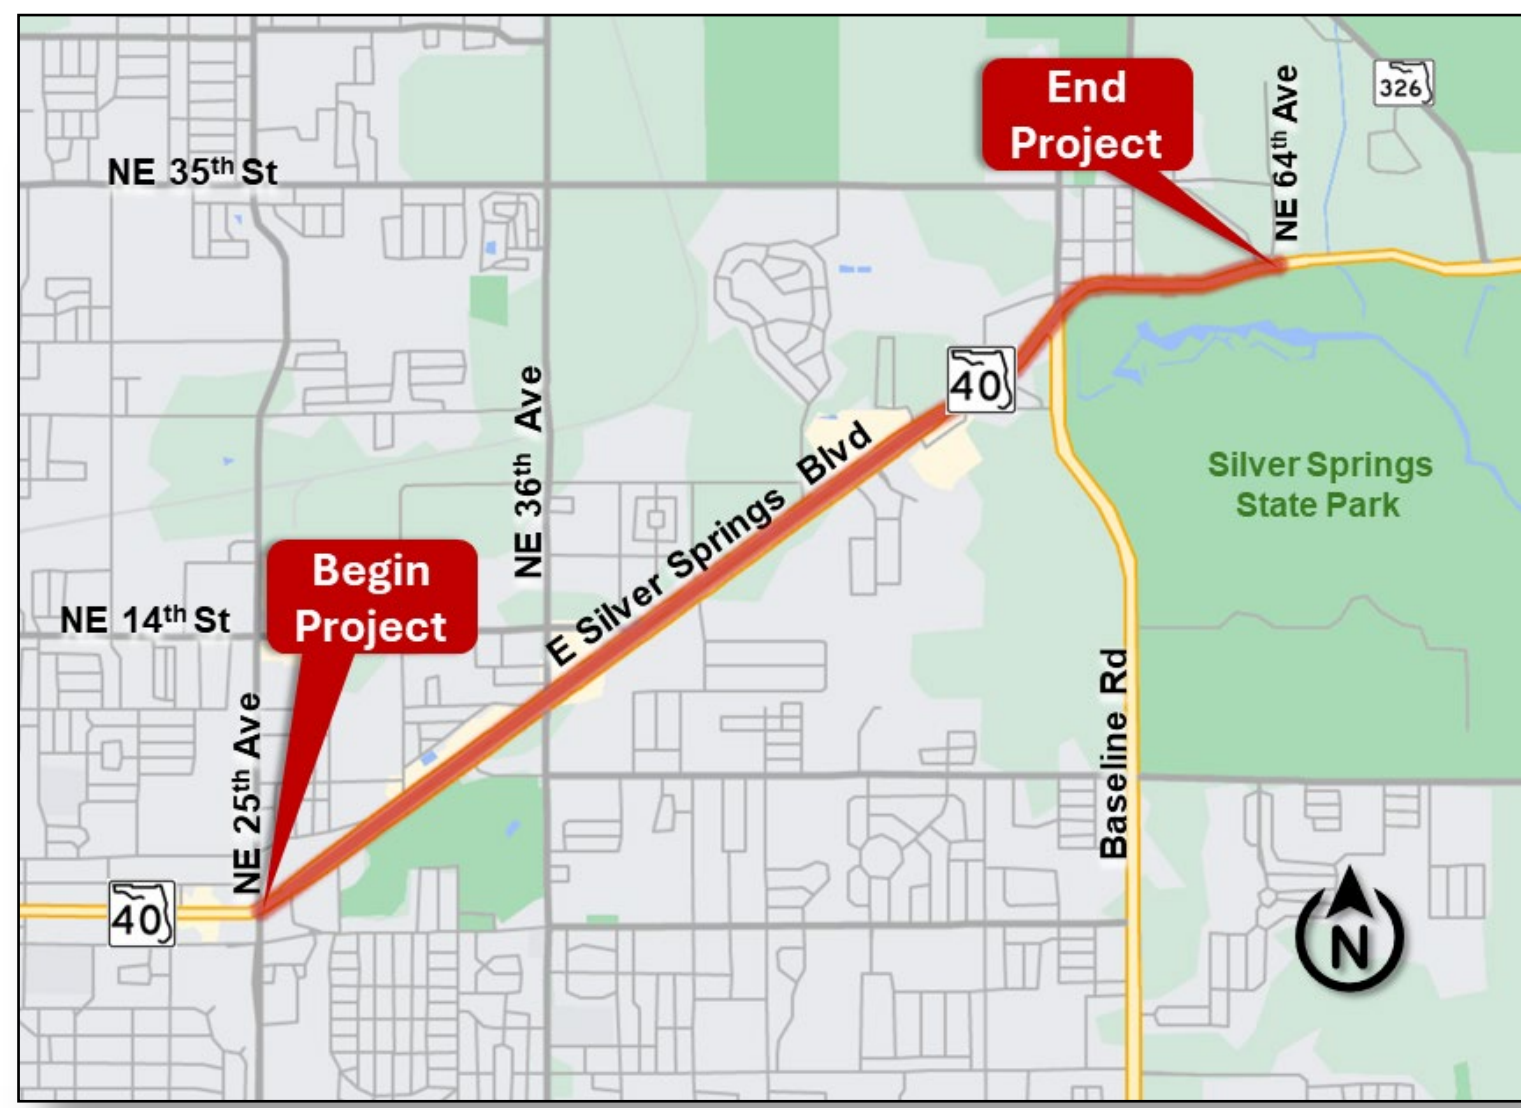 End
Project
326
NE 64th Ave
NE 35th St
40
NE 36th Ave
E Silver Springs Blvd
Silver Springs
State Park
Begin
Project
NE 14th St
NE 25th Ave
Baseline Rd
40
N